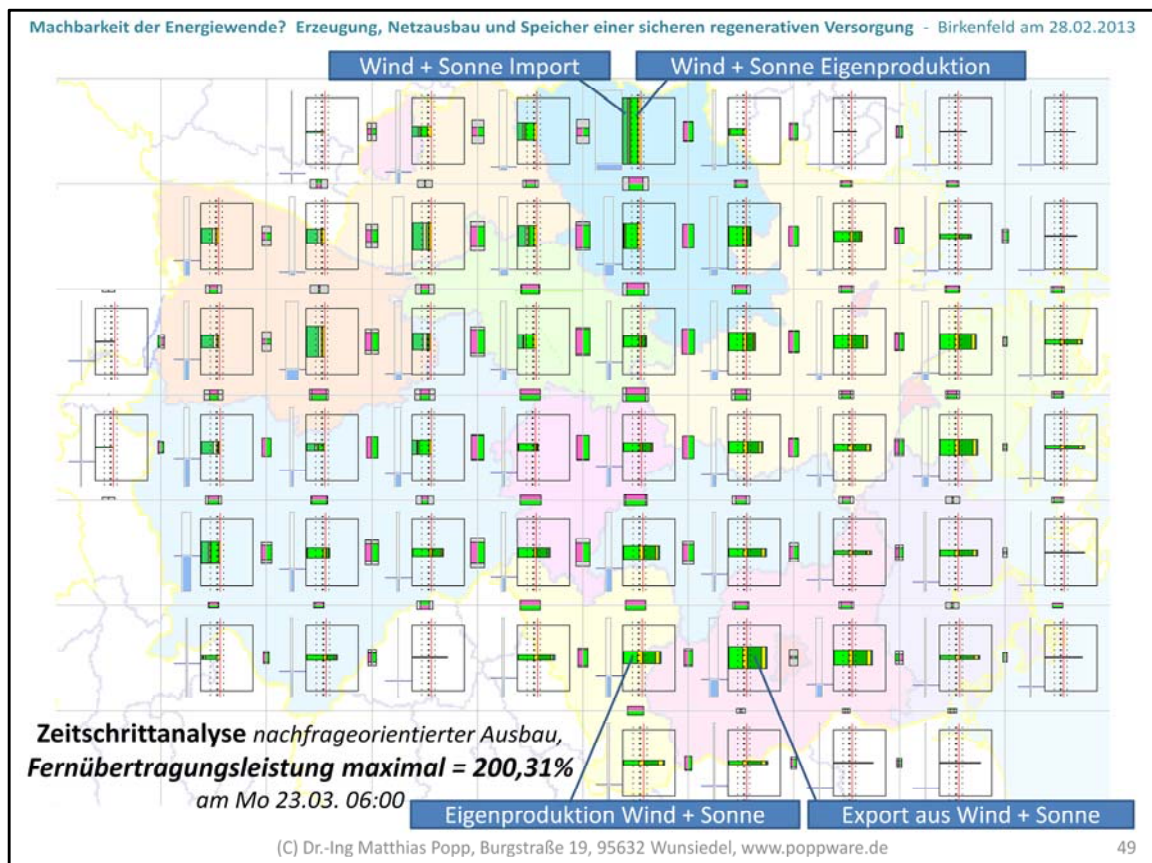 Machbarkeit der Energiewende? Erzeugung, Netzausbau und Speicher einer sicheren regenerativen Versorgung - Birkenfeld am 28.02.2013
Wind + Sonne Import
Wind + Sonne Eigenproduktion
Zeitschrittanalyse nachfrageorientierter Ausbau,
Fernübertragungsleistung maximal = 200,31%
am Mo 23.03. 06:00
Eigenproduktion Wind + Sonne
Export aus Wind + Sonne
(C) Dr.-Ing Matthias Popp, Burgstraße 19, 95632 Wunsiedel, www.poppware.de
49